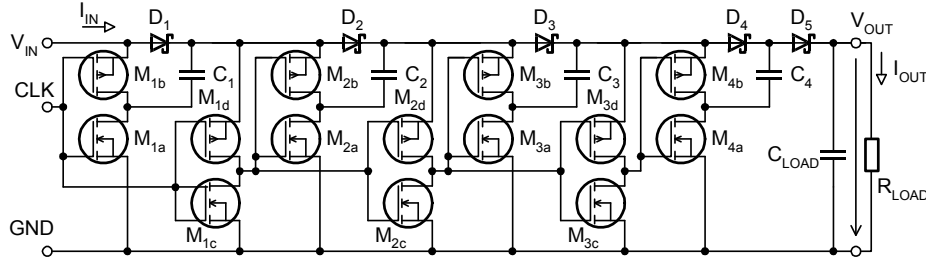 I_IN D_1 D_2 D_3 D_4 D_5 V_OUT
V_IN
M_1b C_1 M_2b C_2 M_3b C_3 M_4b C_4 I_OUT
CLK M_1d M_2d M_3d
M_1a M_2a M_3a M_4a
C_LOAD R_LOAD
GND M_1c M_2c M_3c